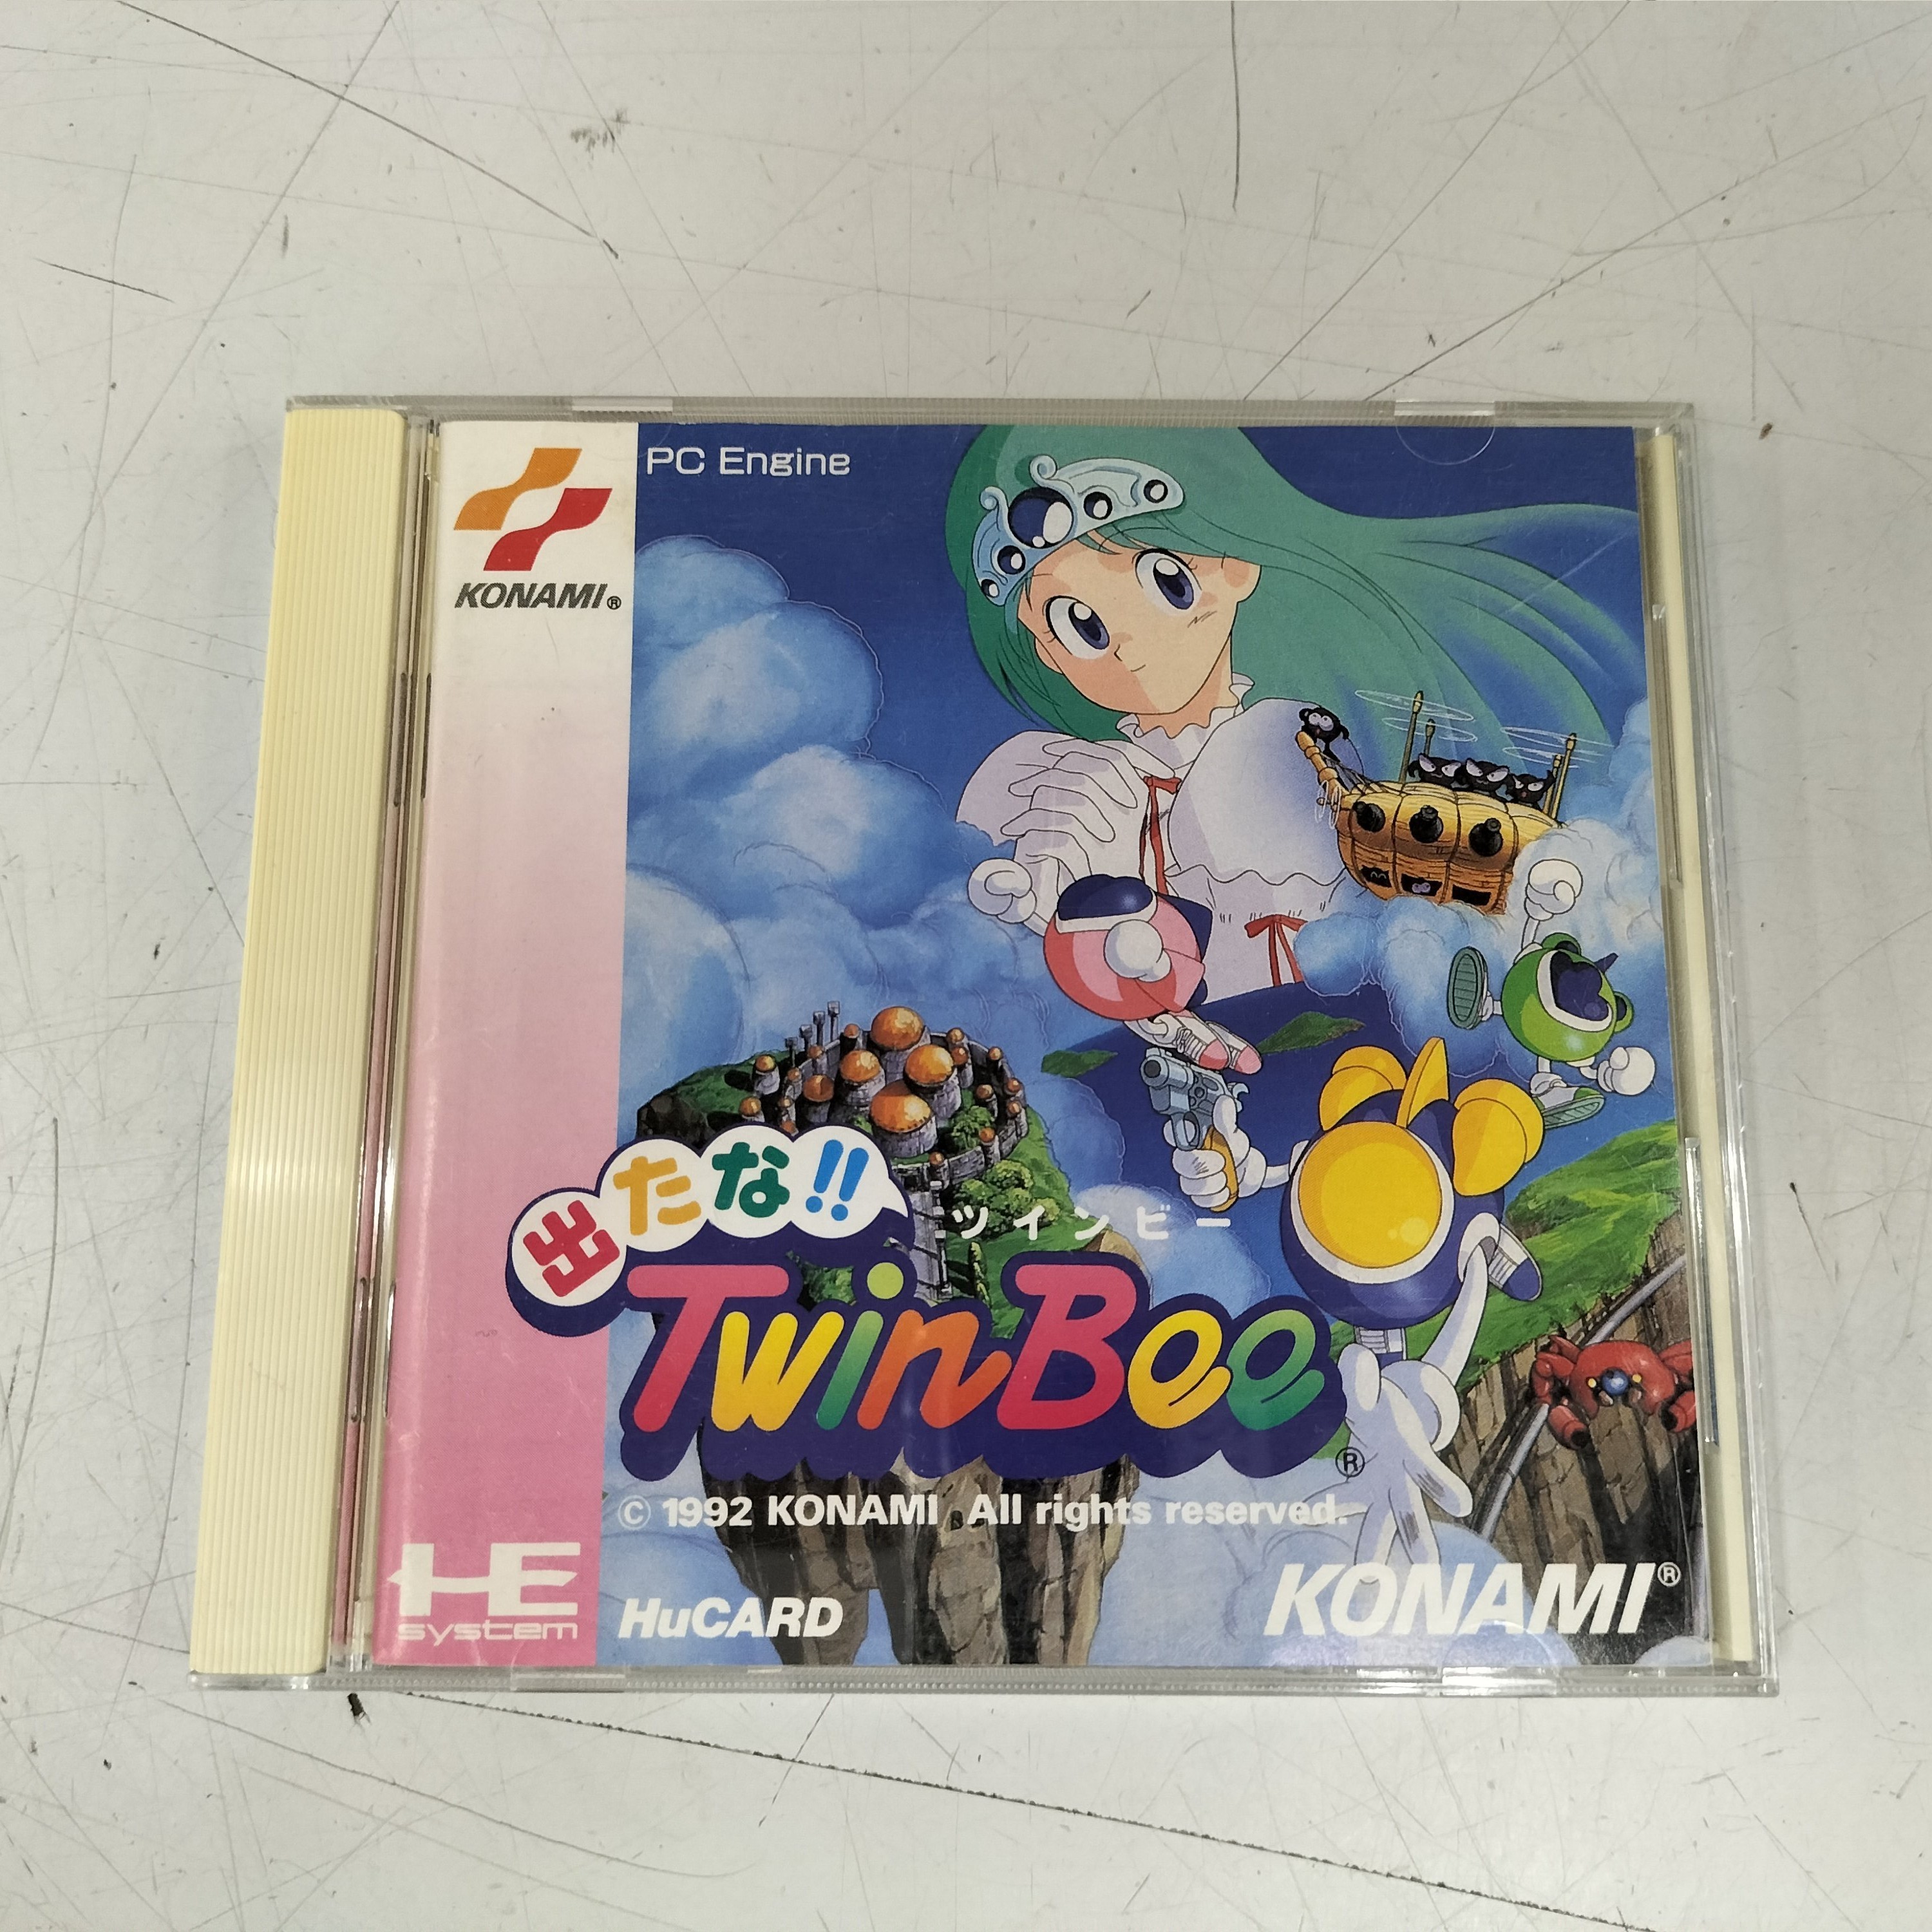 KONAMI®
PC Engine
出たな!!
ツインビー
TwinBee®
© 1992 KONAMI All rights reserved.
HE
system
HuCARD
KONAMI®